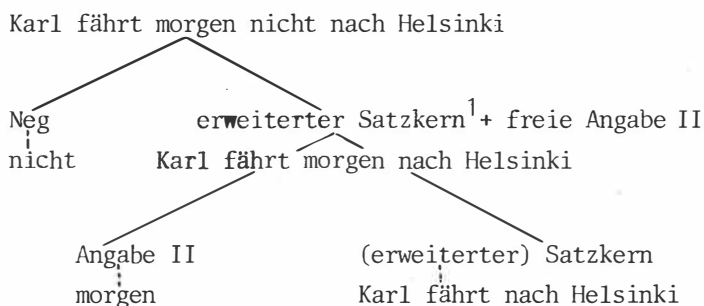 Karl fährt morgen nicht nach Helsinki
Neg erweiterter Satzkern¹+ freie Angabe II
nicht Karl fährt morgen nach Helsinki
Angabe II (erweiterter) Satzkern
morgen Karl fährt nach Helsinki